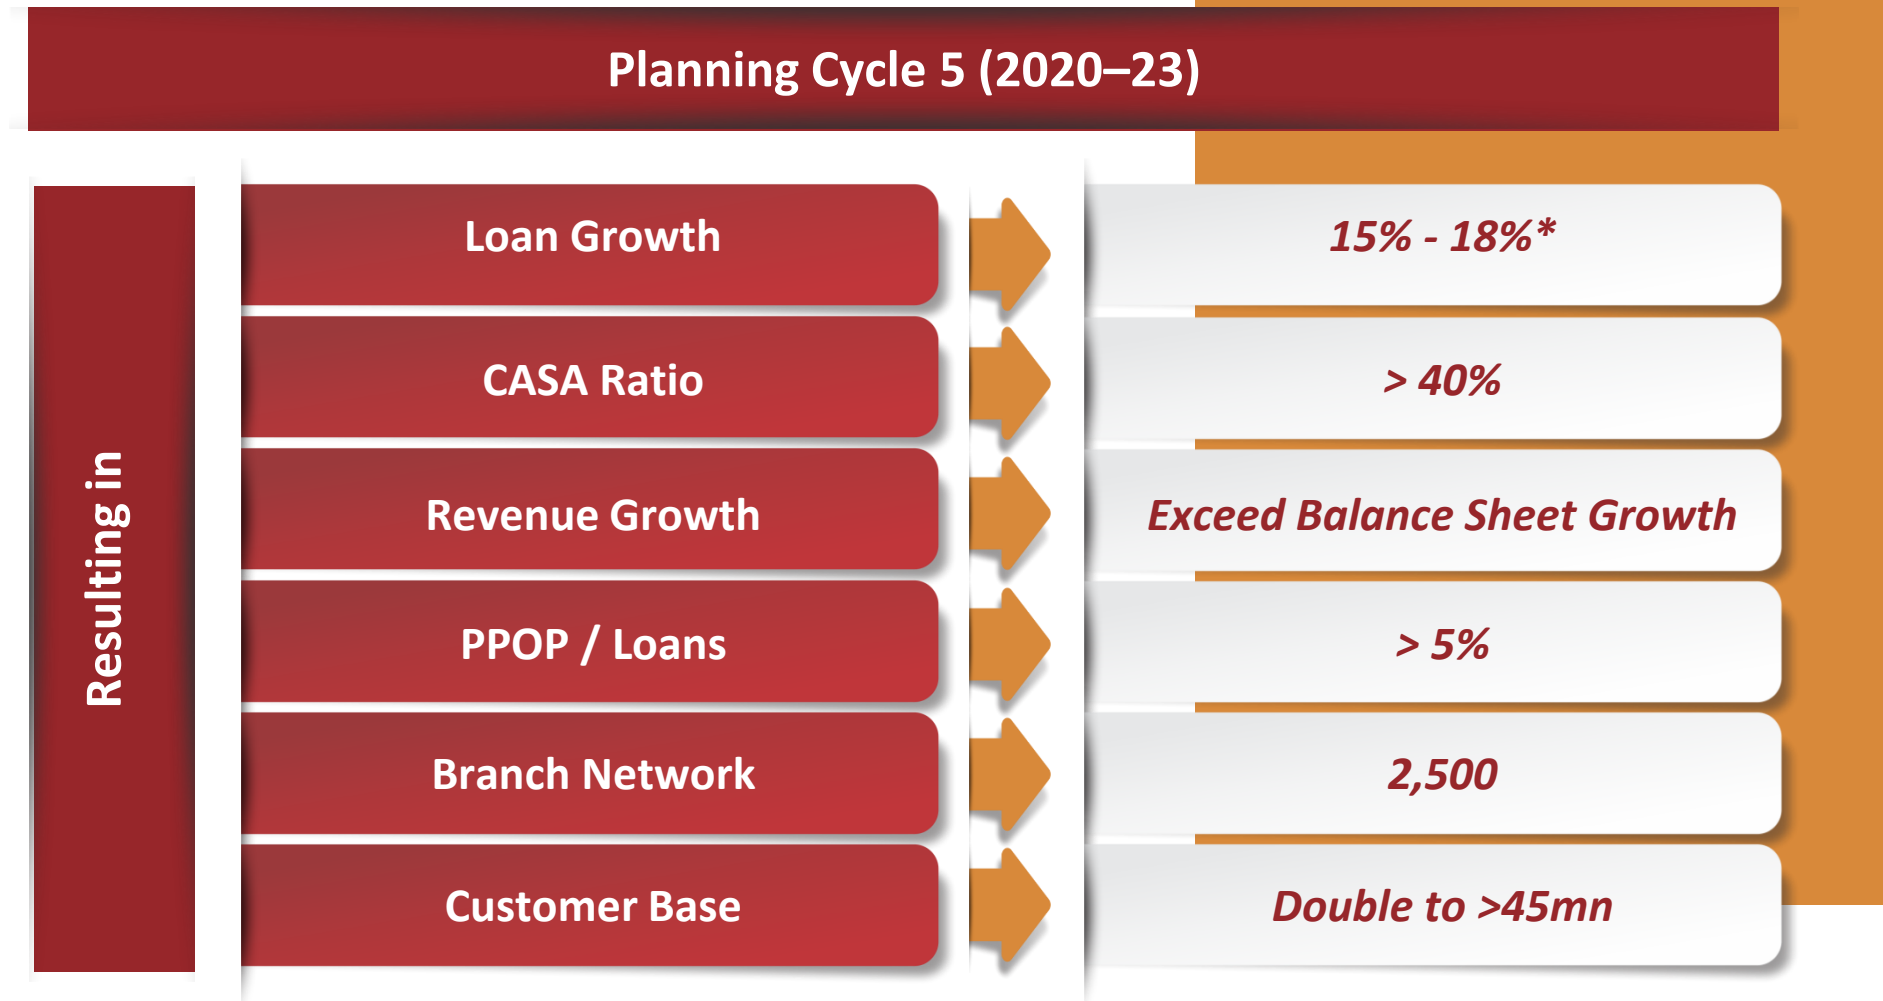 Planning Cycle 5 (2020–23)
Resulting in
Loan Growth
15% - 18%*
CASA Ratio
> 40%
Revenue Growth
Exceed Balance Sheet Growth
PPOP / Loans
> 5%
Branch Network
2,500
Customer Base
Double to >45mn